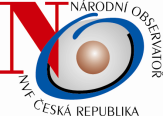 NÁRODNÍ OBSERVATOŘ
NVF ČESKÁ REPUBLIKA